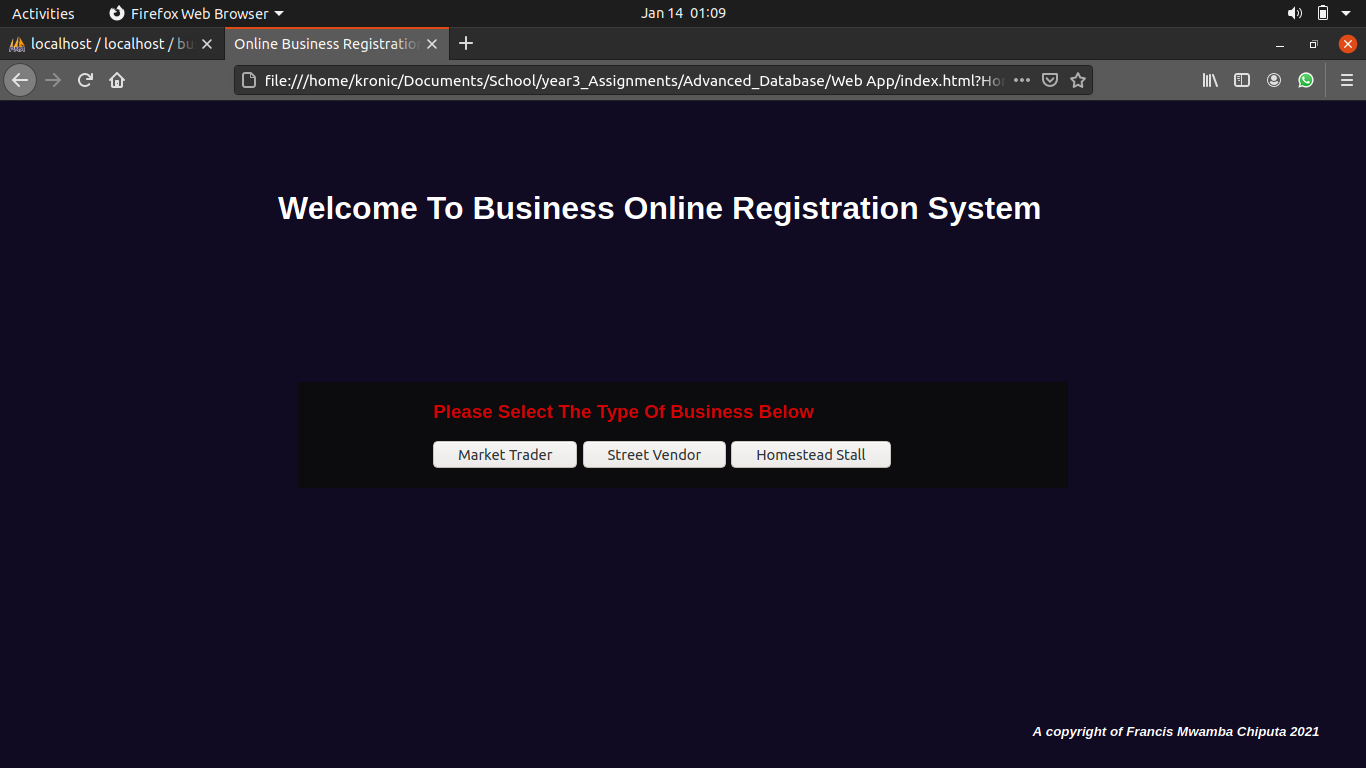 Activities Firefox Web Browser Jan 14 01:09
localhost / localhost / bu Online Business Registration
file:///home/kronic/Documents/School/year3_Assignments/Advanced_Database/Web App/index.html?Ho
Welcome To Business Online Registration System
Please Select The Type Of Business Below
Market Trader Street Vendor Homestead Stall
A copyright of Francis Mwamba Chiputa 2021